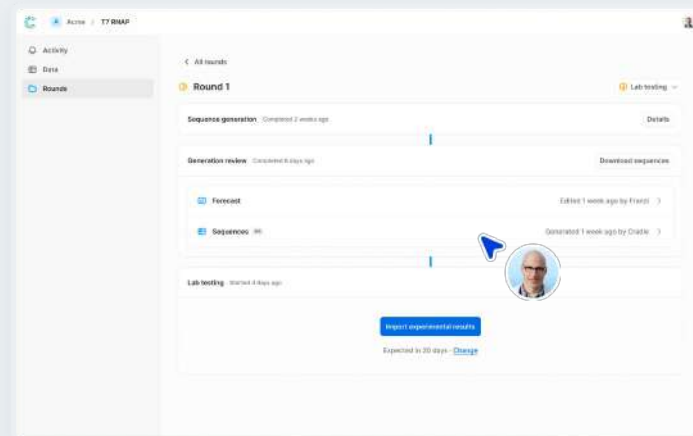 Acme / T7 RNAP
Activity
Data
Rounds
All rounds
Round 1
Lab testing
Sequence generation Completed 2 weeks ago
Details
Generation review Completed 6 days ago
Download sequences
Forecast
Edited 1 week ago by Franzi
Sequences
Generated 1 week ago by Cradle
Lab testing Started 4 days ago
Import experimental results
Expected in 20 days - Change